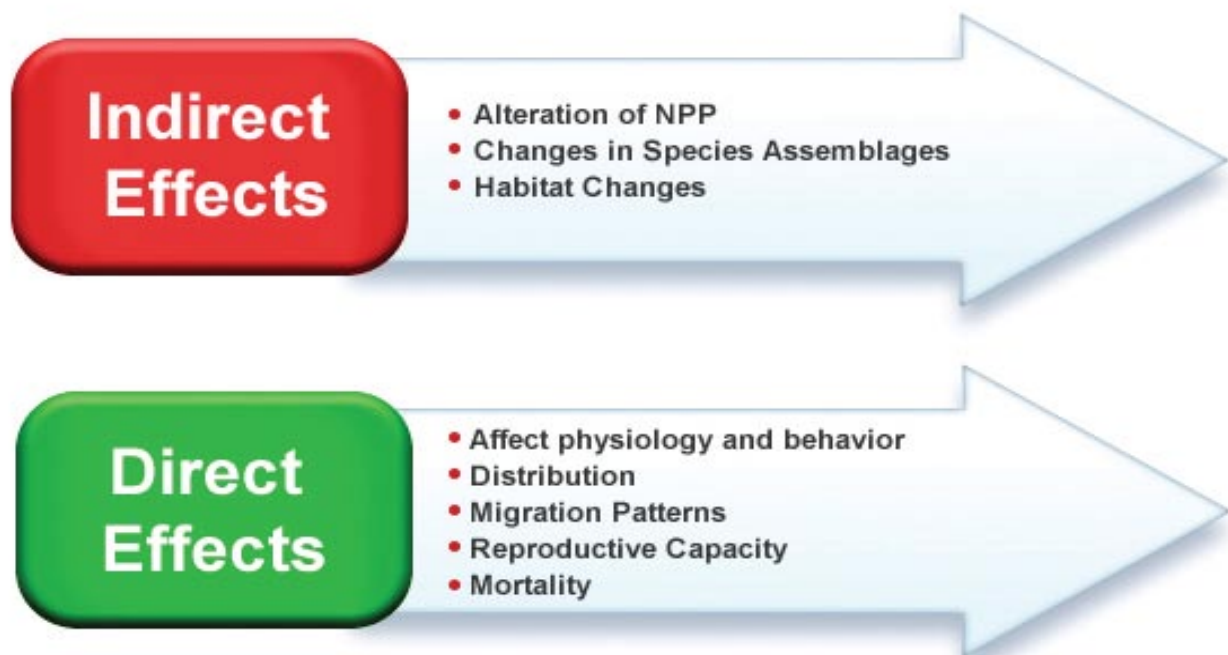 Indirect
Effects
• Alteration of NPP
• Changes in Species Assemblages
• Habitat Changes
Direct
Effects
• Affect physiology and behavior
• Distribution
• Migration Patterns
• Reproductive Capacity
• Mortality